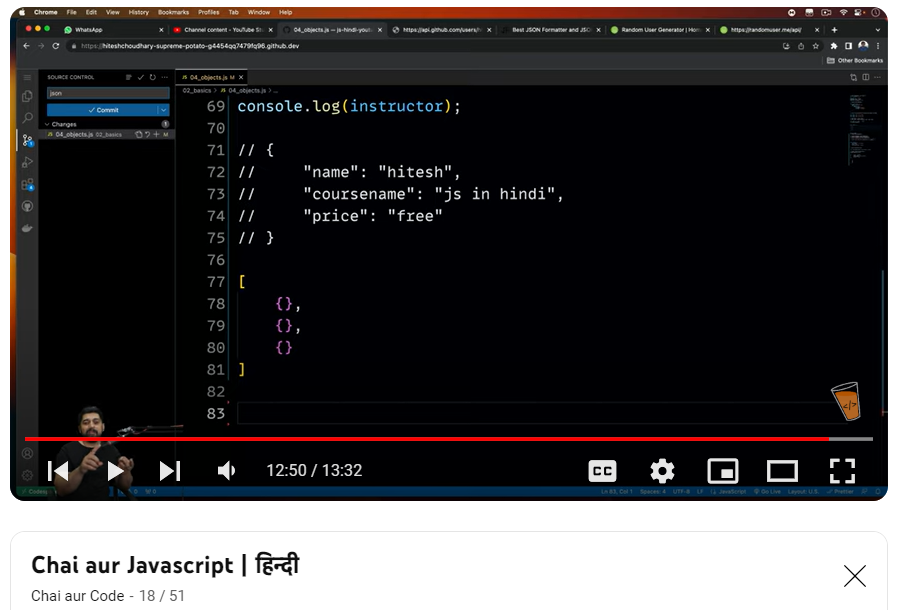 Chrome File Edit View History Bookmarks Profiles Tab Window Help
WhatsApp
Channel content - YouTube St
04_objects.js — js-hindi-yout
https://api.github.com/users/h
Best JSON Formatter and JSO
Random User Generator | Hom
https://randomuser.me/api/
https://hiteshchoudhary-supreme-potato-g4454qq7479fq96.github.dev
Other Bookmarks
SOURCE CONTROL
04_objects.js M
02_basics > JS 04_objects.js > ...
json
Commit
Changes 1
JS 04_objects.js 02_basics M
69 console.log(instructor);
70
71 // {
72 //     "name": "hitesh",
73 //     "coursename": "js in hindi",
74 //     "price": "free"
75 // }
76
77 [
78     {},
79     {},
80     {}
81 ]
82
83
</>
12:50 / 13:32
CC
Ln 83, Col 1 Spaces: 4 UTF-8 LF JavaScript Go Live Layout: U.S. Prettier
Chai aur Javascript | हिन्दी
Chai aur Code - 18 / 51